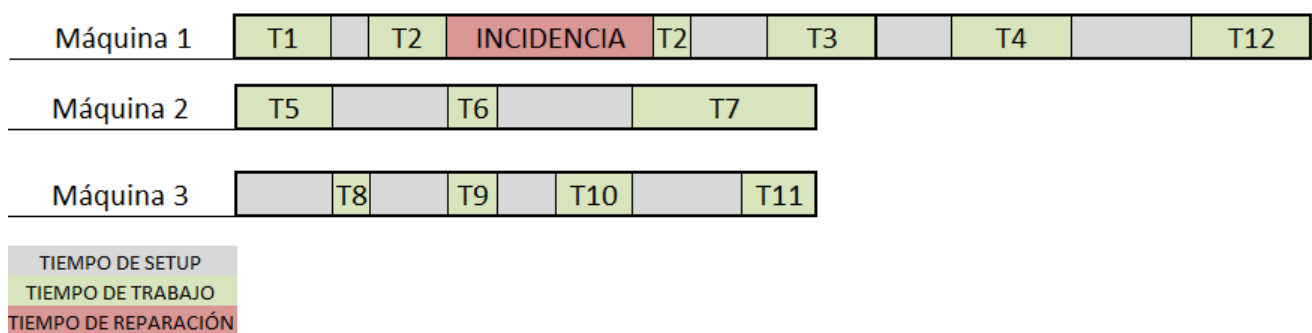 Máquina 1 T1 T2 INCIDENCIA T2 T3 T4 T12
Máquina 2 T5 T6 T7
Máquina 3 T8 T9 T10 T11
TIEMPO DE SETUP
TIEMPO DE TRABAJO
TIEMPO DE REPARACIÓN